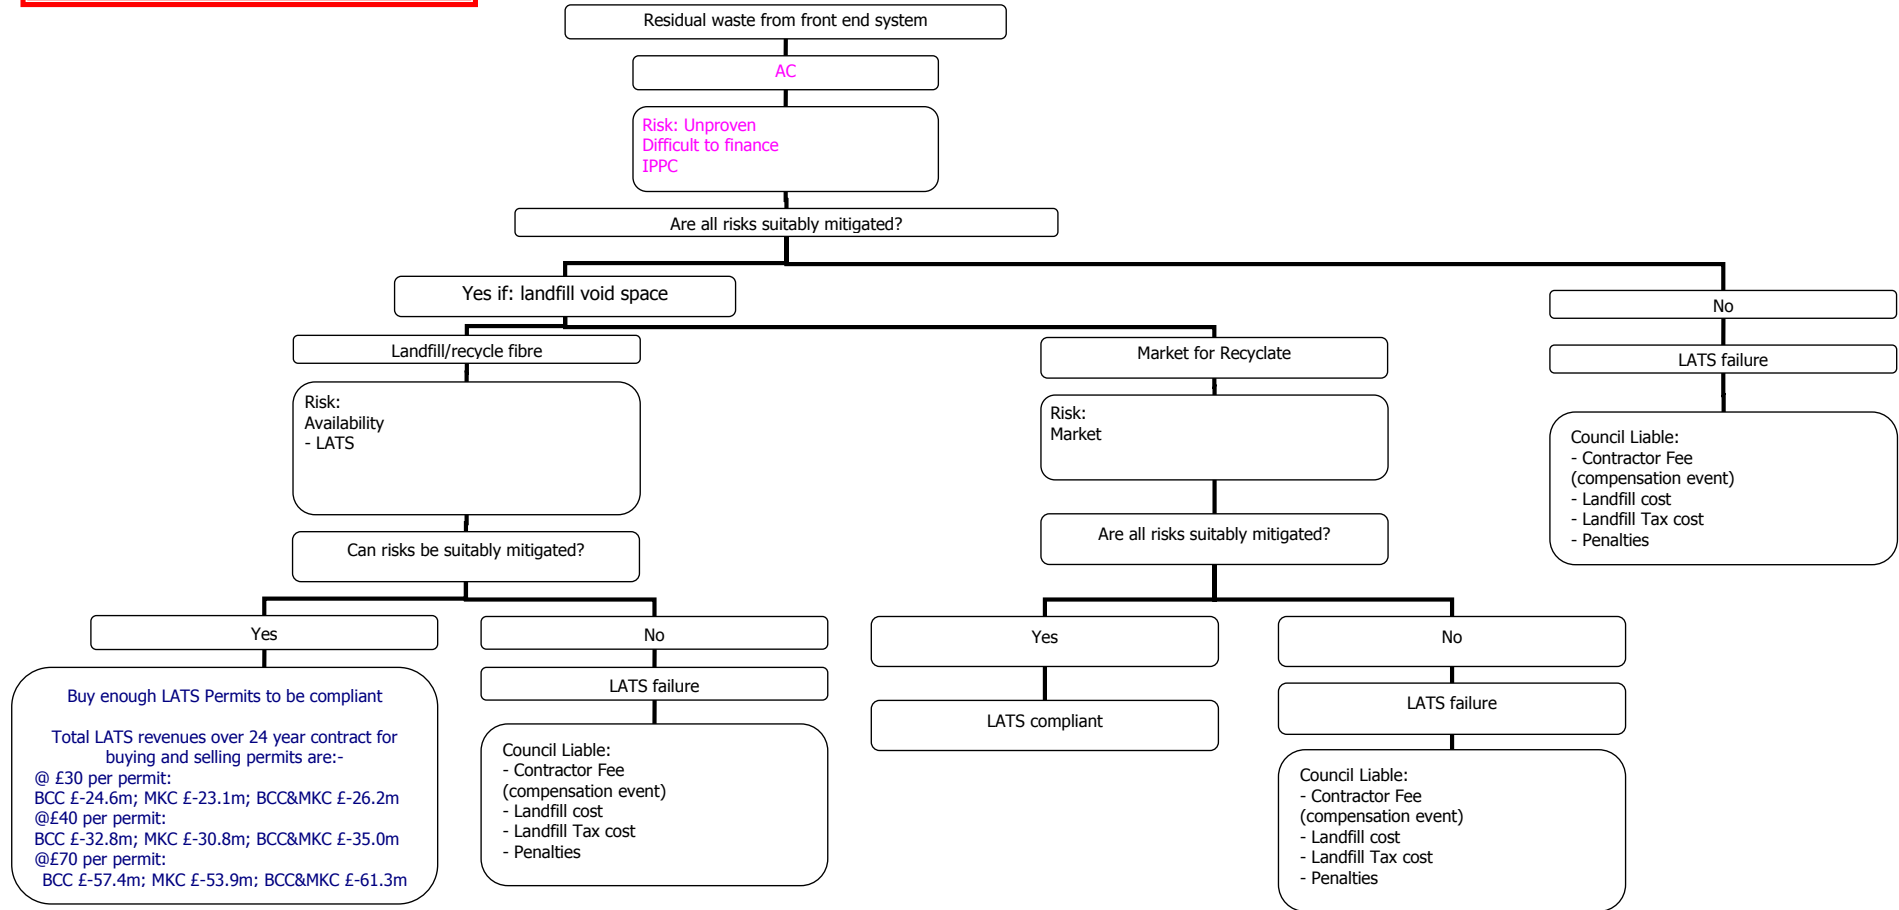 Residual waste from front end system
AC
Risk: Unproven
Difficult to finance
IPPC
Are all risks suitably mitigated?
Yes if: landfill void space
No
Landfill/recycle fibre
Market for Recyclate
LATS failure
Risk:
Availability
- LATS
Risk:
Market
Council Liable:
- Contractor Fee
(compensation event)
- Landfill cost
- Landfill Tax cost
- Penalties
Can risks be suitably mitigated?
Are all risks suitably mitigated?
Yes
No
Yes
No
Buy enough LATS Permits to be compliant
Total LATS revenues over 24 year contract for
buying and selling permits are:-
@ £30 per permit:
BCC £-24.6m; MKC £-23.1m; BCC&MKC £-26.2m
@£40 per permit:
BCC £-32.8m; MKC £-30.8m; BCC&MKC £-35.0m
@£70 per permit:
BCC £-57.4m; MKC £-53.9m; BCC&MKC £-61.3m
LATS failure
Council Liable:
- Contractor Fee
(compensation event)
- Landfill cost
- Landfill Tax cost
- Penalties
LATS compliant
LATS failure
Council Liable:
- Contractor Fee
(compensation event)
- Landfill cost
- Landfill Tax cost
- Penalties